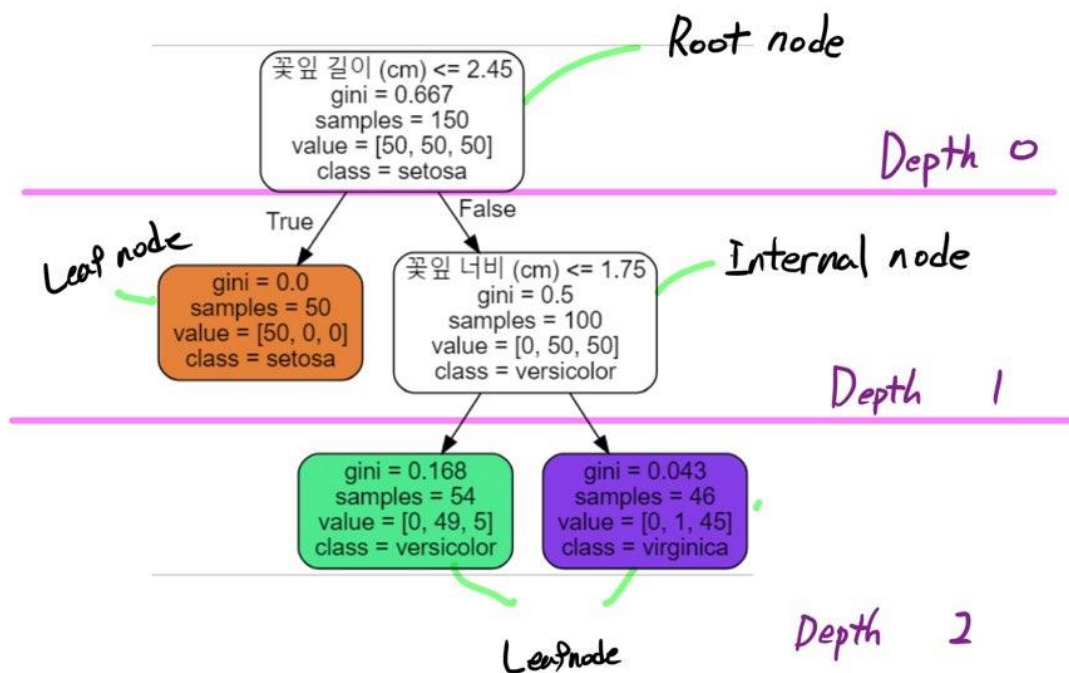 Root node
꽃잎 길이 (cm) <= 2.45
gini = 0.667
samples = 150
value = [50, 50, 50]
class = setosa
Depth 0
True
False
Leaf node
gini = 0.0
samples = 50
value = [50, 0, 0]
class = setosa
꽃잎 너비 (cm) <= 1.75
gini = 0.5
samples = 100
value = [0, 50, 50]
class = versicolor
Internal node
Depth 1
gini = 0.168
samples = 54
value = [0, 49, 5]
class = versicolor
gini = 0.043
samples = 46
value = [0, 1, 45]
class = virginica
Leafnode
Depth 2